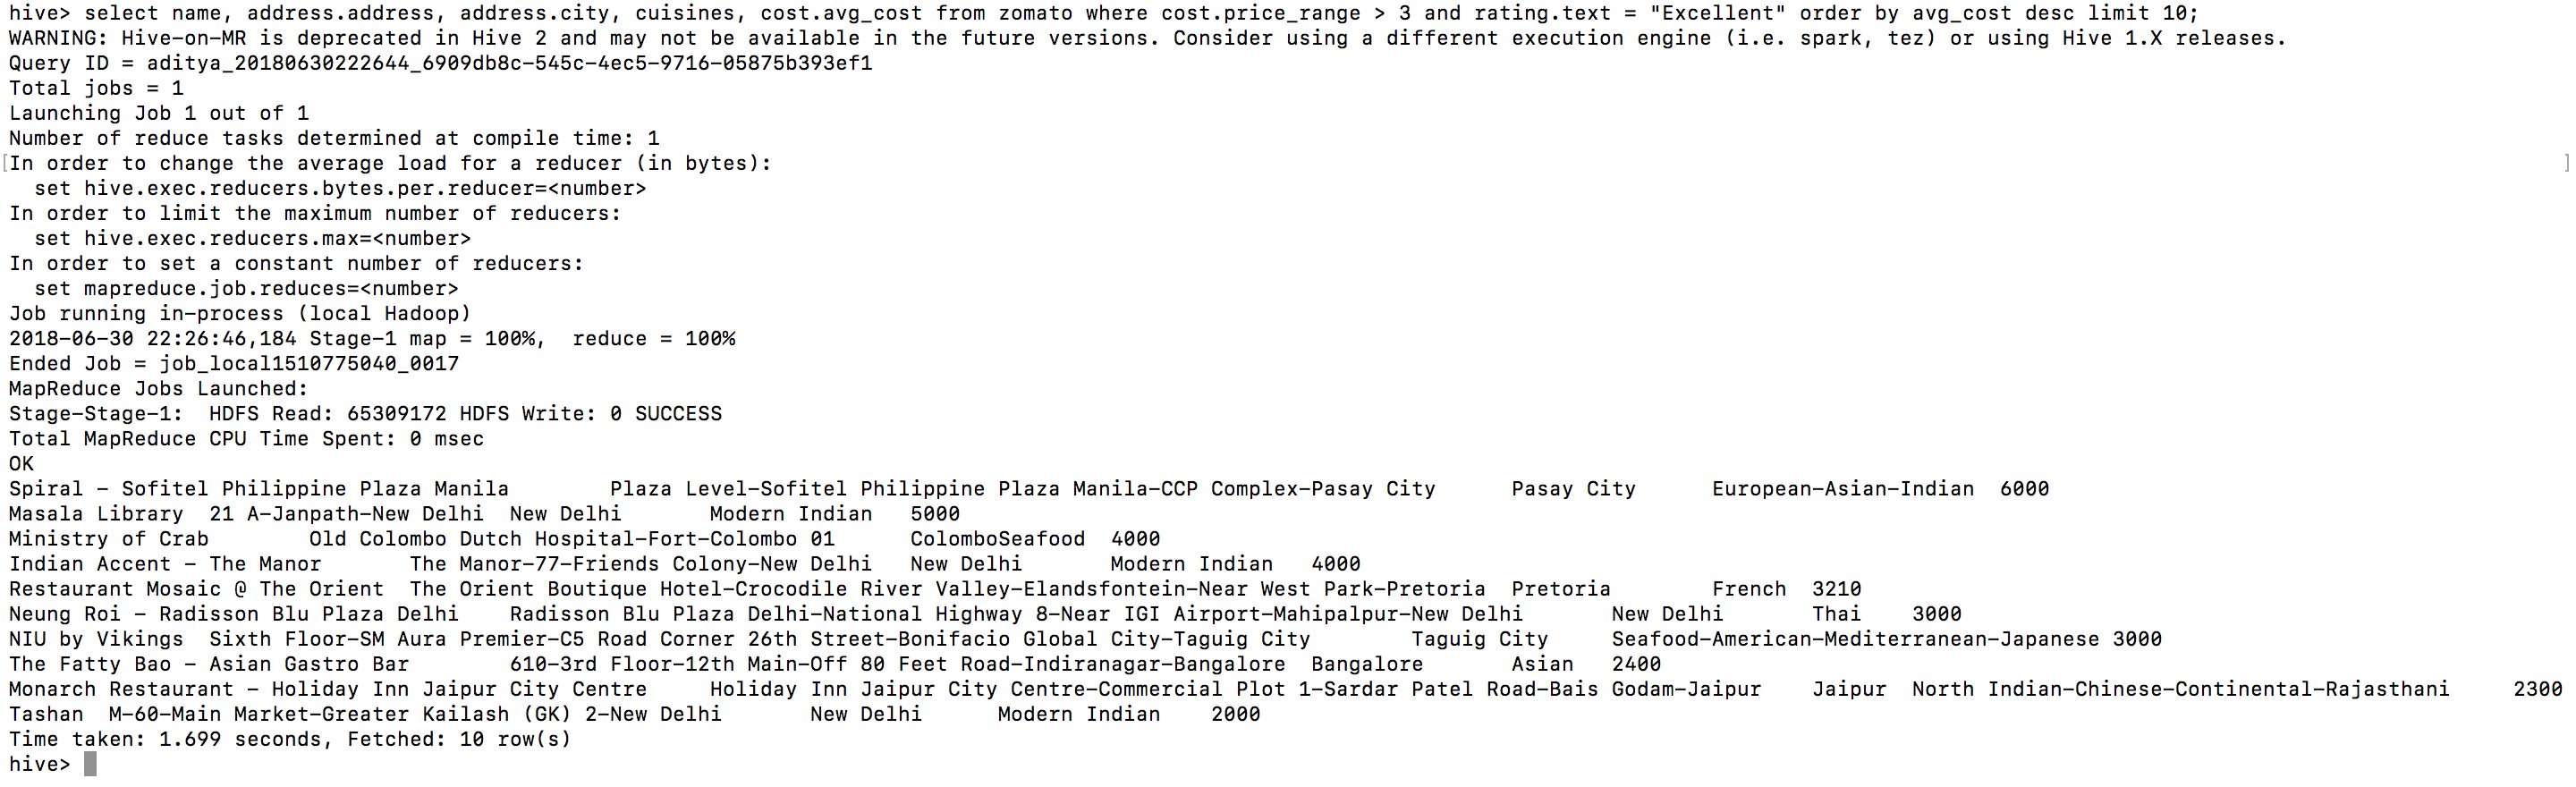 hive> select name, address.address, address.city, cuisines, cost.avg_cost from zomato where cost.price_range > 3 and rating.text = "Excellent" order by avg_cost desc limit 10;
WARNING: Hive-on-MR is deprecated in Hive 2 and may not be available in the future versions. Consider using a different execution engine (i.e. spark, tez) or using Hive 1.X releases.
Query ID = aditya_20180630222644_6909db8c-545c-4ec5-9716-05875b393ef1
Total jobs = 1
Launching Job 1 out of 1
Number of reduce tasks determined at compile time: 1
[In order to change the average load for a reducer (in bytes): ]
  set hive.exec.reducers.bytes.per.reducer=<number>
In order to limit the maximum number of reducers:
  set hive.exec.reducers.max=<number>
In order to set a constant number of reducers:
  set mapreduce.job.reduces=<number>
Job running in-process (local Hadoop)
2018-06-30 22:26:46,184 Stage-1 map = 100%,  reduce = 100%
Ended Job = job_local1510775040_0017
MapReduce Jobs Launched:
Stage-Stage-1:  HDFS Read: 65309172 HDFS Write: 0 SUCCESS
Total MapReduce CPU Time Spent: 0 msec
OK
Spiral - Sofitel Philippine Plaza Manila	Plaza Level-Sofitel Philippine Plaza Manila-CCP Complex-Pasay City	Pasay City	European-Asian-Indian	6000
Masala Library	21 A-Janpath-New Delhi	New Delhi	Modern Indian	5000
Ministry of Crab	Old Colombo Dutch Hospital-Fort-Colombo 01	ColomboSeafood	4000
Indian Accent - The Manor	The Manor-77-Friends Colony-New Delhi	New Delhi	Modern Indian	4000
Restaurant Mosaic @ The Orient	The Orient Boutique Hotel-Crocodile River Valley-Elandsfontein-Near West Park-Pretoria	Pretoria	French	3210
Neung Roi - Radisson Blu Plaza Delhi	Radisson Blu Plaza Delhi-National Highway 8-Near IGI Airport-Mahipalpur-New Delhi	New Delhi	Thai	3000
NIU by Vikings	Sixth Floor-SM Aura Premier-C5 Road Corner 26th Street-Bonifacio Global City-Taguig City	Taguig City	Seafood-American-Mediterranean-Japanese	3000
The Fatty Bao - Asian Gastro Bar	610-3rd Floor-12th Main-Off 80 Feet Road-Indiranagar-Bangalore	Bangalore	Asian	2400
Monarch Restaurant - Holiday Inn Jaipur City Centre	Holiday Inn Jaipur City Centre-Commercial Plot 1-Sardar Patel Road-Bais Godam-Jaipur	Jaipur	North Indian-Chinese-Continental-Rajasthani	2300
Tashan	M-60-Main Market-Greater Kailash (GK) 2-New Delhi	New Delhi	Modern Indian	2000
Time taken: 1.699 seconds, Fetched: 10 row(s)
hive>